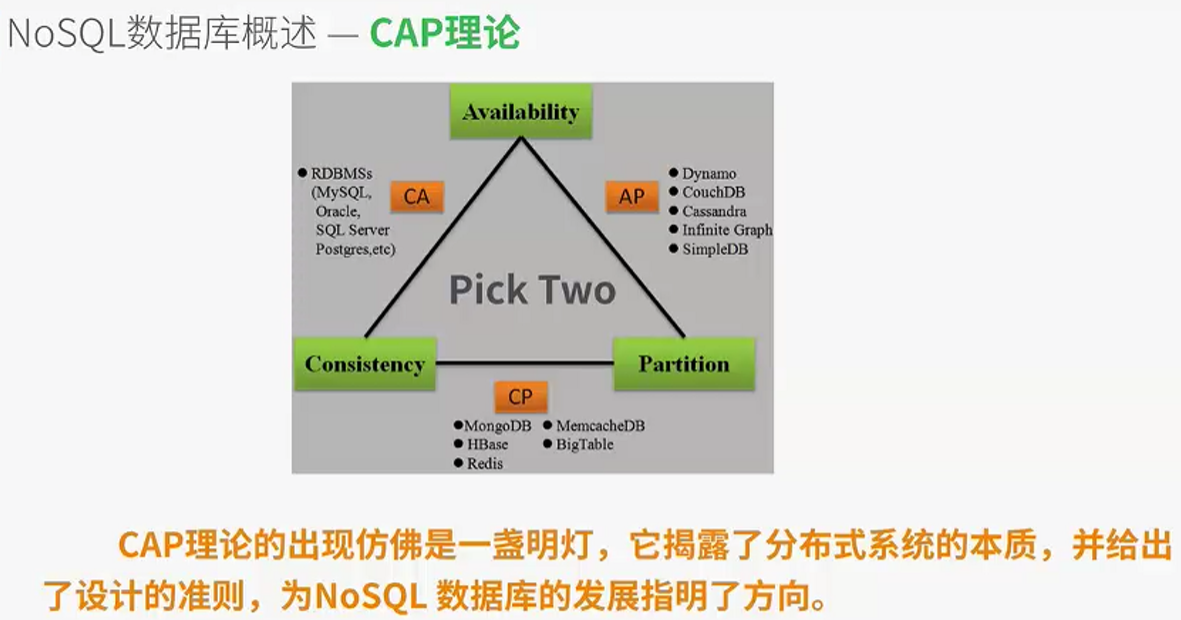 NoSQL数据库概述 — CAP理论
Availability
● RDBMSs
(MySQL,
Oracle,
SQL Server
Postgres,etc)
CA
AP
● Dynamo
● CouchDB
● Cassandra
● Infinite Graph
● SimpleDB
Pick Two
Consistency
Partition
CP
●MongoDB ● MemcacheDB
● HBase ● BigTable
● Redis
CAP理论的出现仿佛是一盏明灯，它揭露了分布式系统的本质，并给出
了设计的准则，为NoSQL 数据库的发展指明了方向。